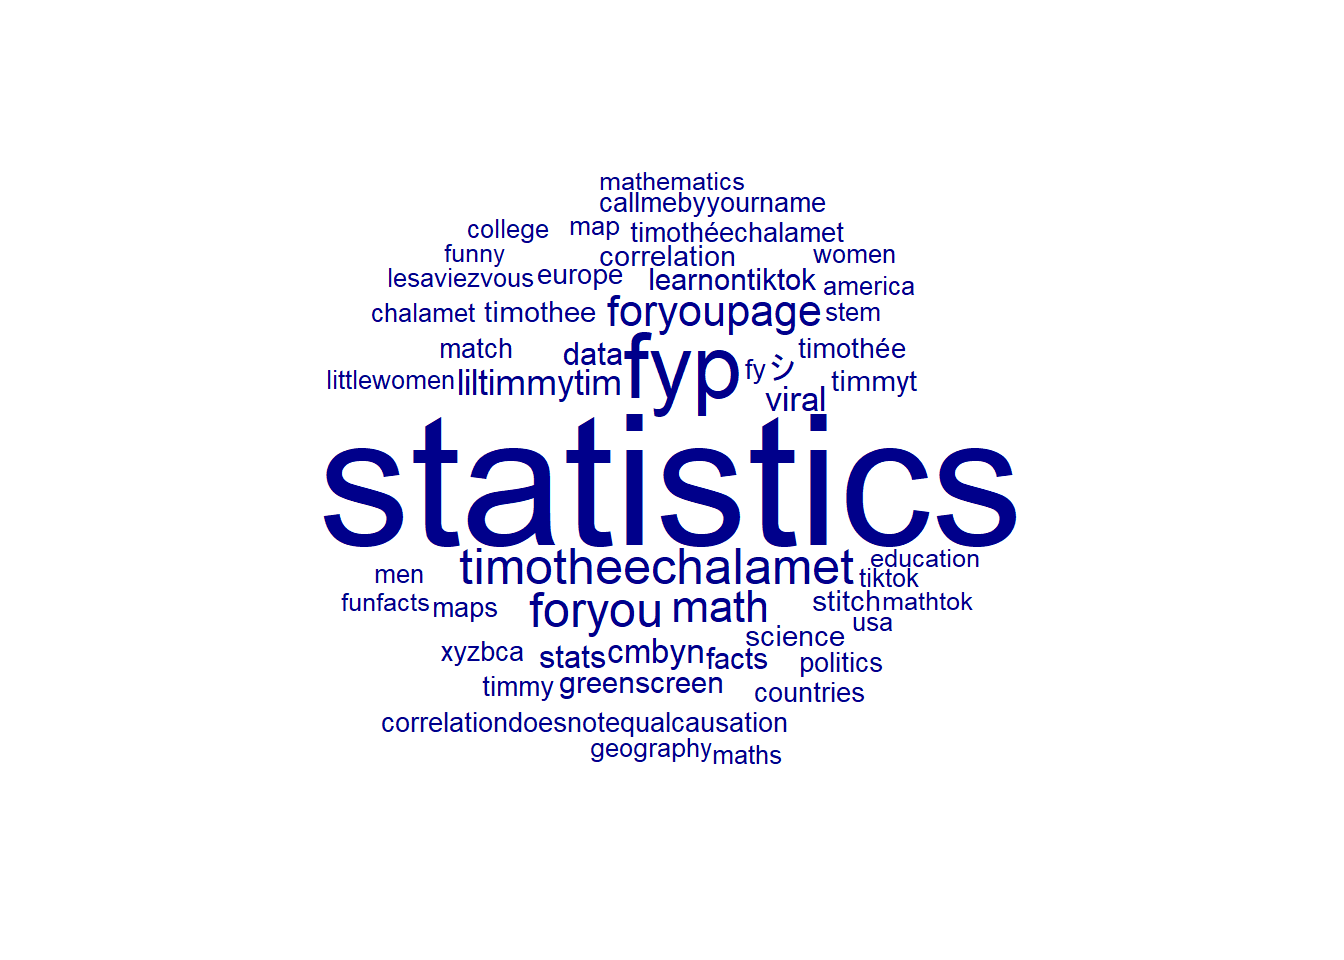 mathematics
callmebyyourname
college map timothéechalamet
funny correlation women
lesaviezvous europe learnontiktok america
chalamet timothee foryoupage stem
match data fyp fyシ timothée
littlewomen liltimmytim viral timmyt
statistics
men timotheechalamet education
tiktok
funfacts maps foryou math stitch mathtok
usa
xyzbca stats cmbyn facts science politics
timmy greenscreen countries
correlationdoesnotequalcausation
geography maths